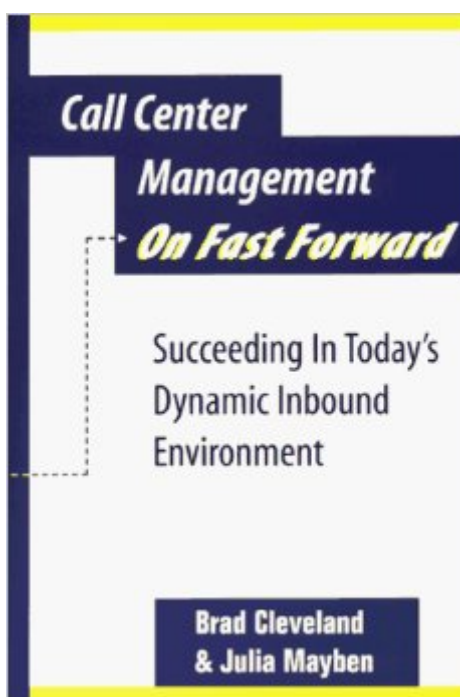 Call Center
Management
On Fast Forward
Succeeding In Today's
Dynamic Inbound
Environment
Brad Cleveland
& Julia Mayben